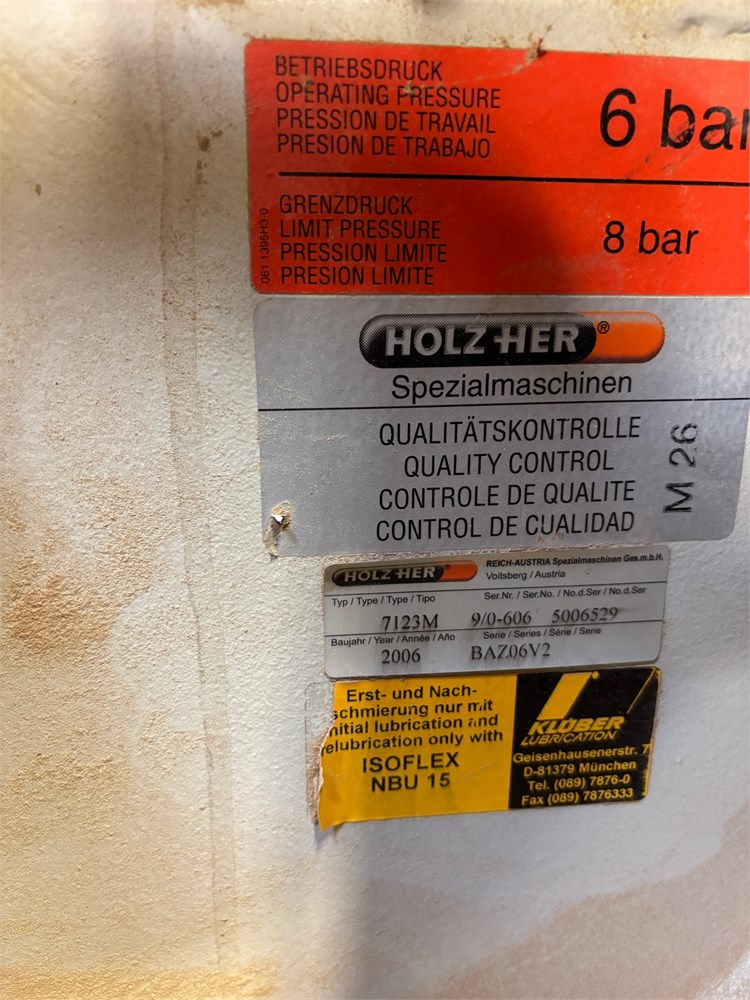 BETRIEBSDRUCK
OPERATING PRESSURE
PRESSION DE TRAVAIL
PRESION DE TRABAJO
6 bar
GRENZDRUCK
LIMIT PRESSURE
PRESSION LIMITE
PRESION LIMITE
8 bar
061 1395H3-0
HOLZ-HER®
Spezialmaschinen
QUALITÄTSKONTROLLE
QUALITY CONTROL
CONTROLE DE QUALITE
CONTROL DE CUALIDAD
M 26
HOLZ-HER
REICH-AUSTRIA Spezialmaschinen Ges.m.b.H.
Voitsberg / Austria
Typ / Type / Type / Tipo
Ser.Nr. / Ser.No. / No.d.Ser / No.d.Ser
7123M 9/0-606 5006529
Baujahr / Year / Année / Año
Serie / Series / Série / Serie
2006 BAZ06V2
Erst- und Nach-
schmierung nur mit
nitial lubrication and
relubrication only with
ISOFLEX
NBU 15
KLÜBER
LUBRICATION
Geisenhausenerstr. 7
D-81379 München
Tel. (089) 7876-0
Fax (089) 7876333